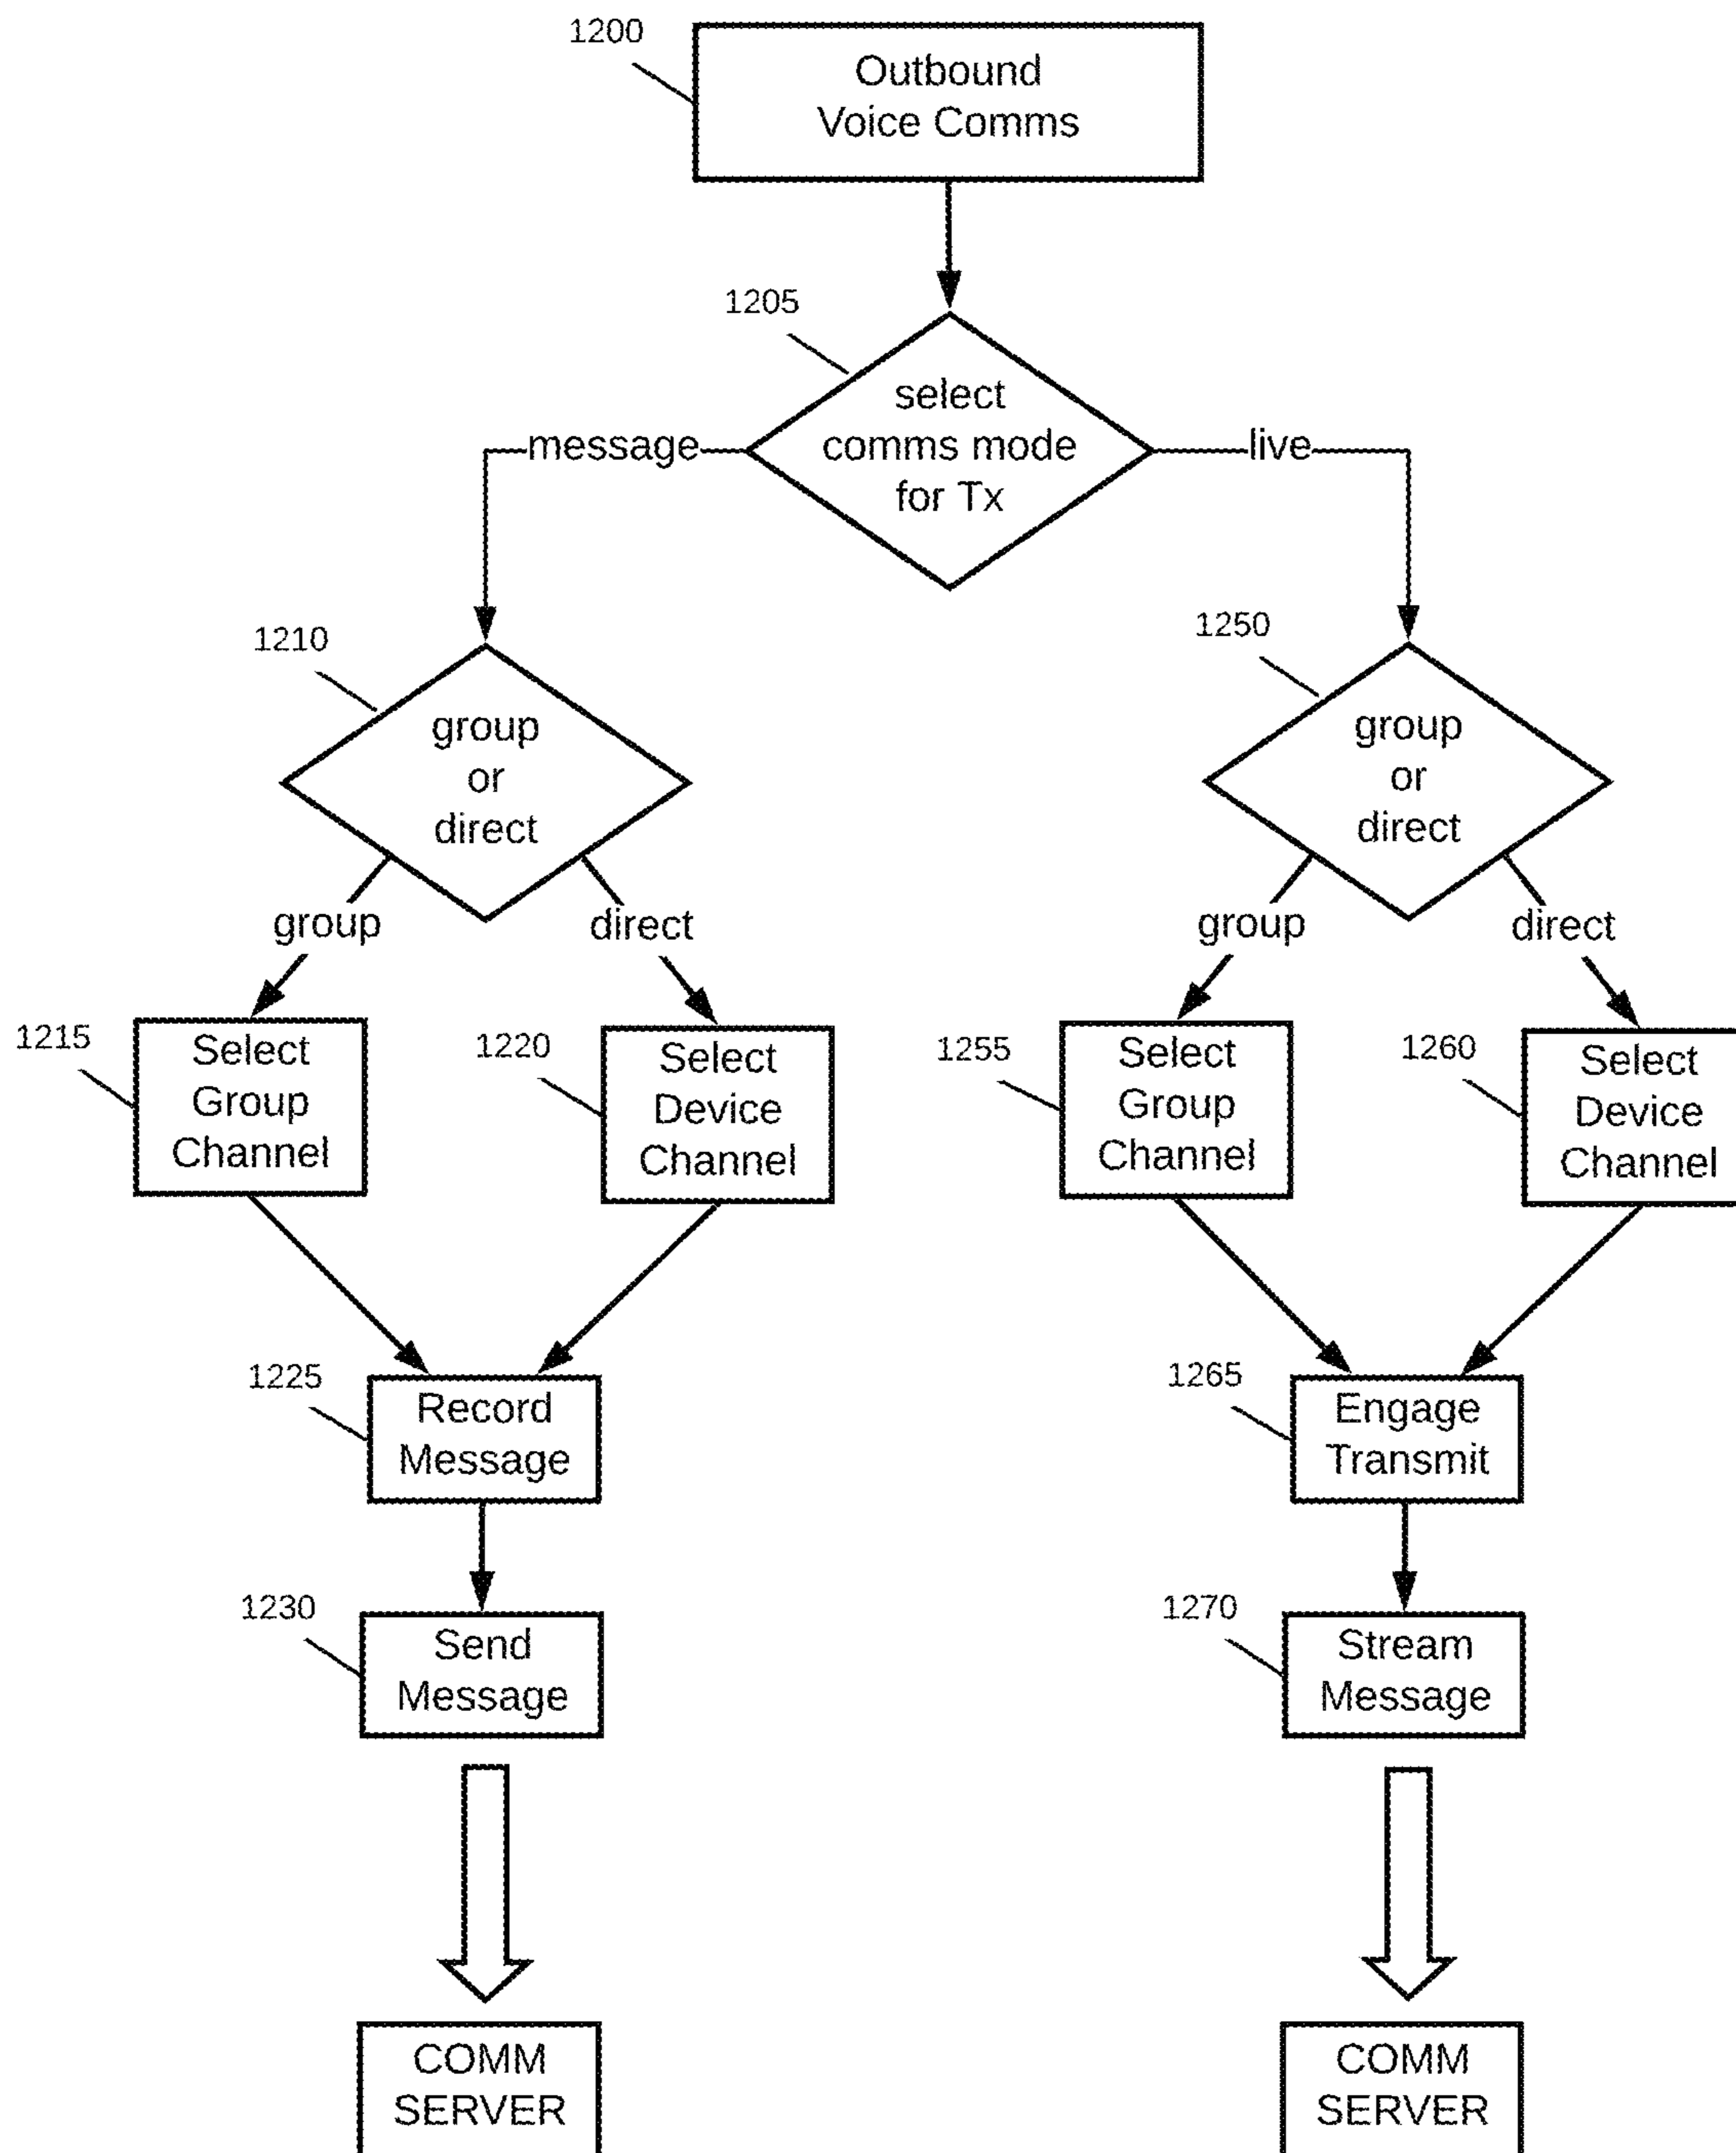 1200
Outbound
Voice Comms
1205
select
comms mode
for Tx
message
live
1210
group
or
direct
1250
group
or
direct
group
direct
group
direct
1215
Select
Group
Channel
1220
Select
Device
Channel
1255
Select
Group
Channel
1260
Select
Device
Channel
1225
Record
Message
1265
Engage
Transmit
1230
Send
Message
1270
Stream
Message
COMM
SERVER
COMM
SERVER